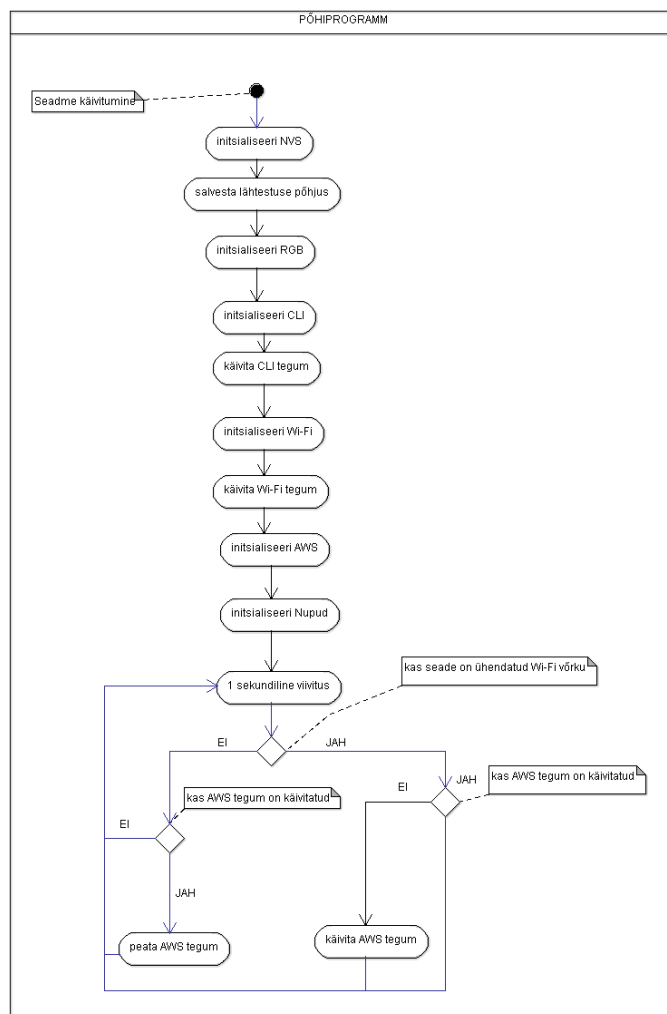 PÕHIPROGRAMM
Seadme käivitumine
initsialiseeri NVS
salvesta lähtestuse põhjus
initsialiseeri RGB
initsialiseeri CLI
käivita CLI tegum
initsialiseeri Wi-Fi
käivita Wi-Fi tegum
initsialiseeri AWS
initsialiseeri Nupud
kas seade on ühendatud Wi-Fi võrku
1 sekundiline viivitus
EI
JAH
kas AWS tegum on käivitatud
JAH
EI
kas AWS tegum on käivitatud
EI
JAH
peata AWS tegum
käivita AWS tegum